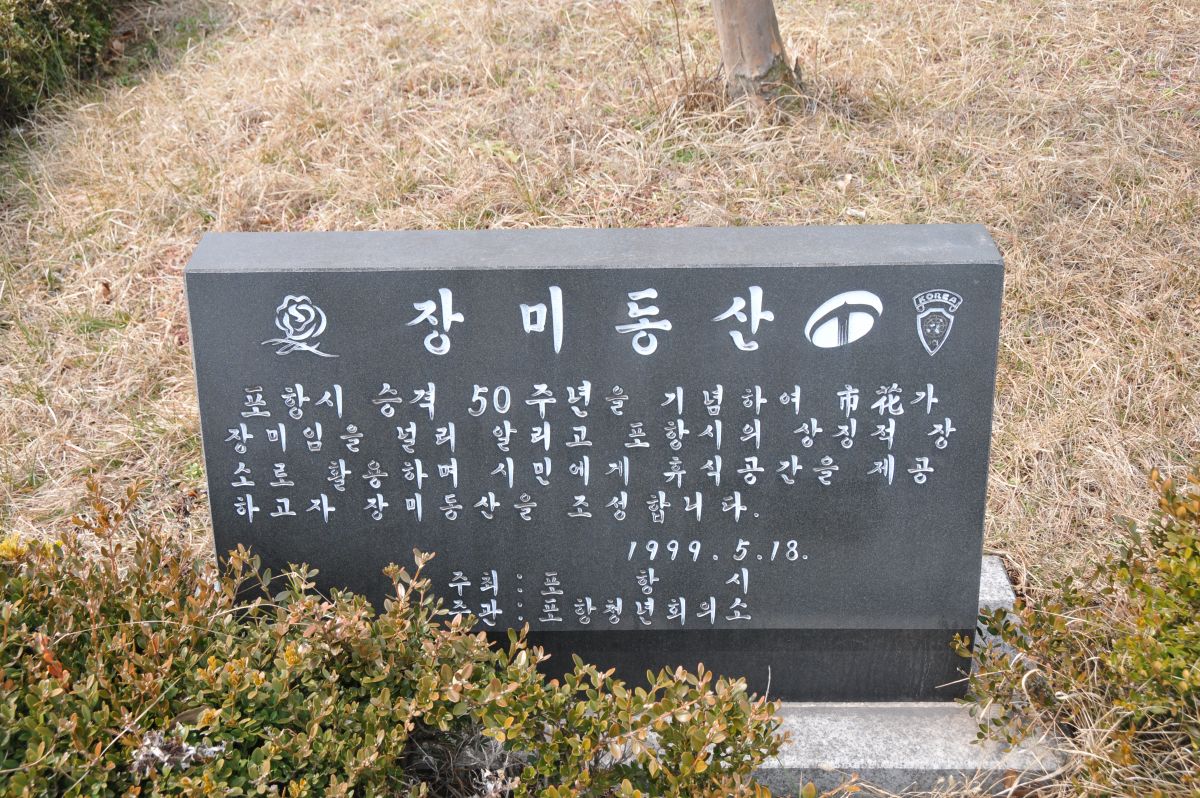 장미동산
KOREA
포항시 승격 50주년을 기념하여 市花가
장미임을 널리 알리고 포항시의 상징적 장
소로 활용하며 시민에게 휴식공간을 제공
하고자 장미동산을 조성합니다.
1999. 5. 18.
주최 : 포 항 시
주관 : 포항청년회의소